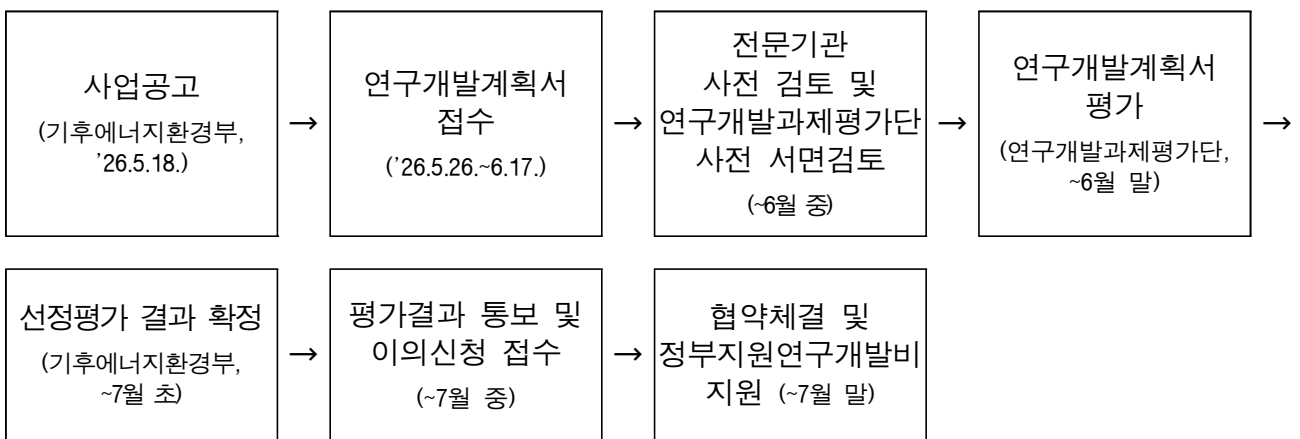 사업공고
(기후에너지환경부,
'26.5.18.)
→
연구개발계획서
접수
('26.5.26.~6.17.)
→
전문기관
사전 검토 및
연구개발과제평가단
사전 서면검토
(~6월 중)
→
연구개발계획서
평가
(연구개발과제평가단,
~6월 말)
→
선정평가 결과 확정
(기후에너지환경부,
~7월 초)
→
평가결과 통보 및
이의신청 접수
(~7월 중)
→
협약체결 및
정부지원연구개발비
지원 (~7월 말)